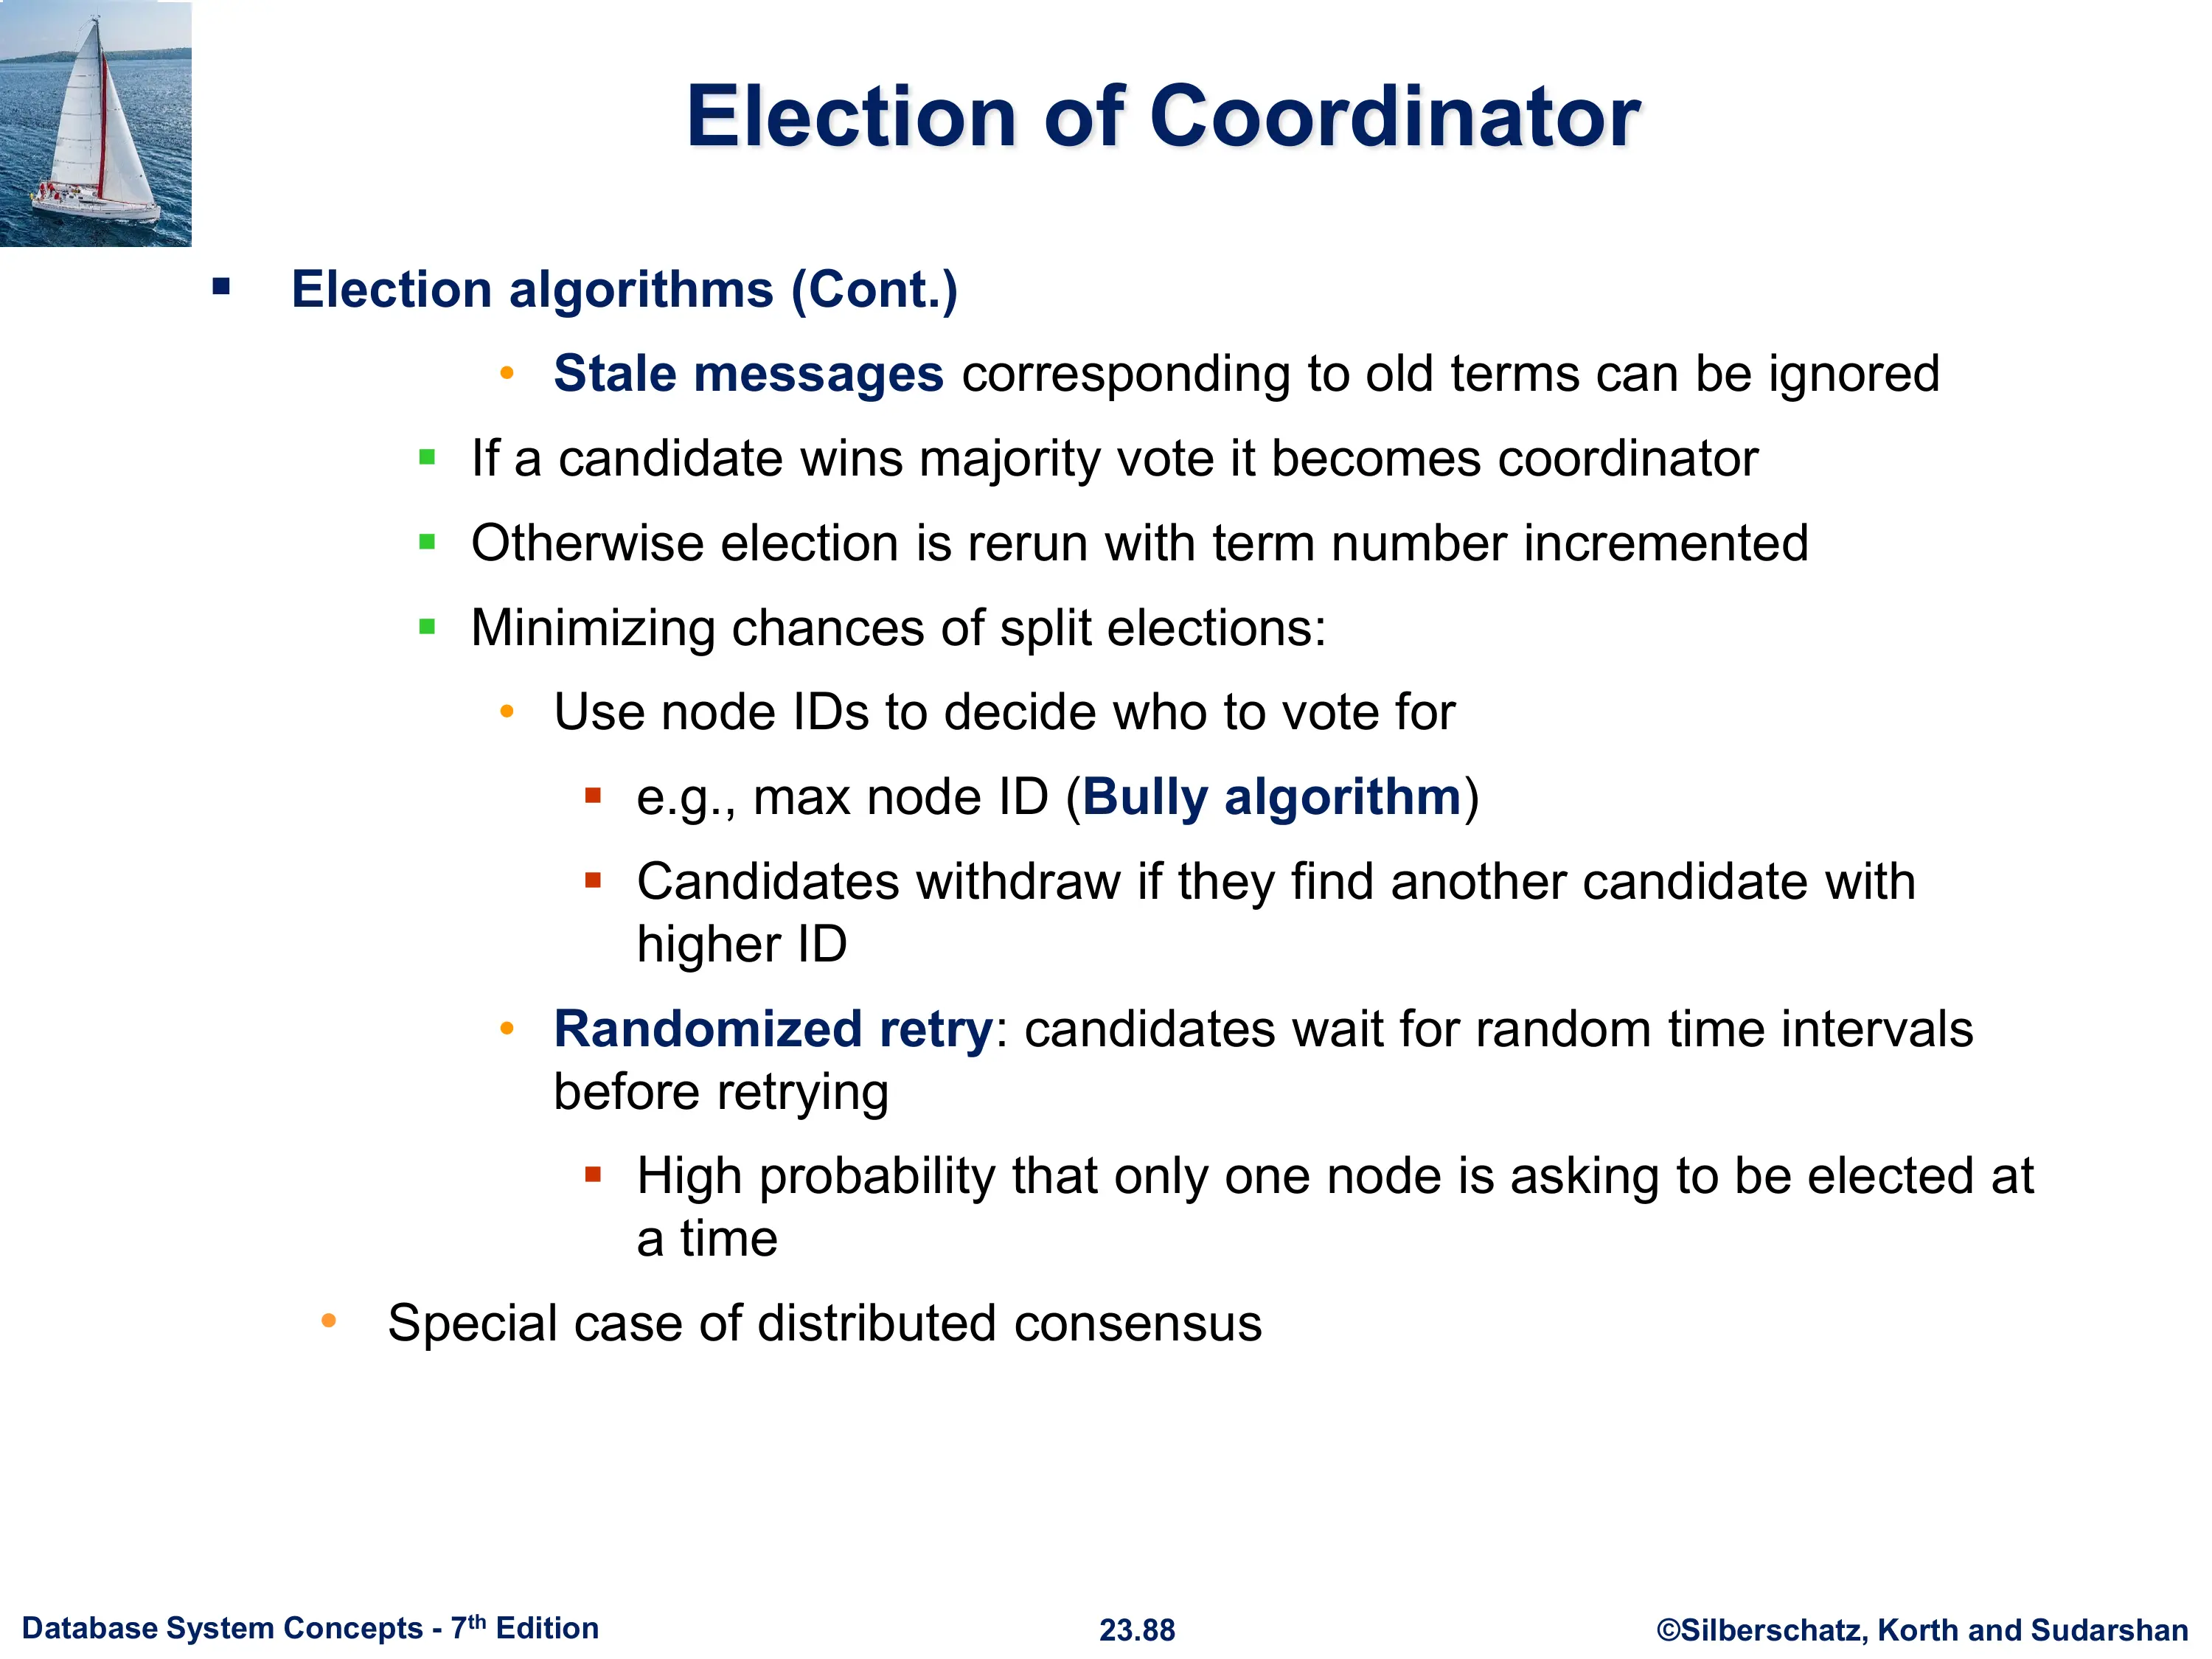 Election of Coordinator
▪ Election algorithms (Cont.)
• Stale messages corresponding to old terms can be ignored
▪ If a candidate wins majority vote it becomes coordinator
▪ Otherwise election is rerun with term number incremented
▪ Minimizing chances of split elections:
• Use node IDs to decide who to vote for
▪ e.g., max node ID (Bully algorithm)
▪ Candidates withdraw if they find another candidate with
higher ID
• Randomized retry: candidates wait for random time intervals
before retrying
▪ High probability that only one node is asking to be elected at
a time
• Special case of distributed consensus
Database System Concepts - 7th Edition
23.88
©Silberschatz, Korth and Sudarshan